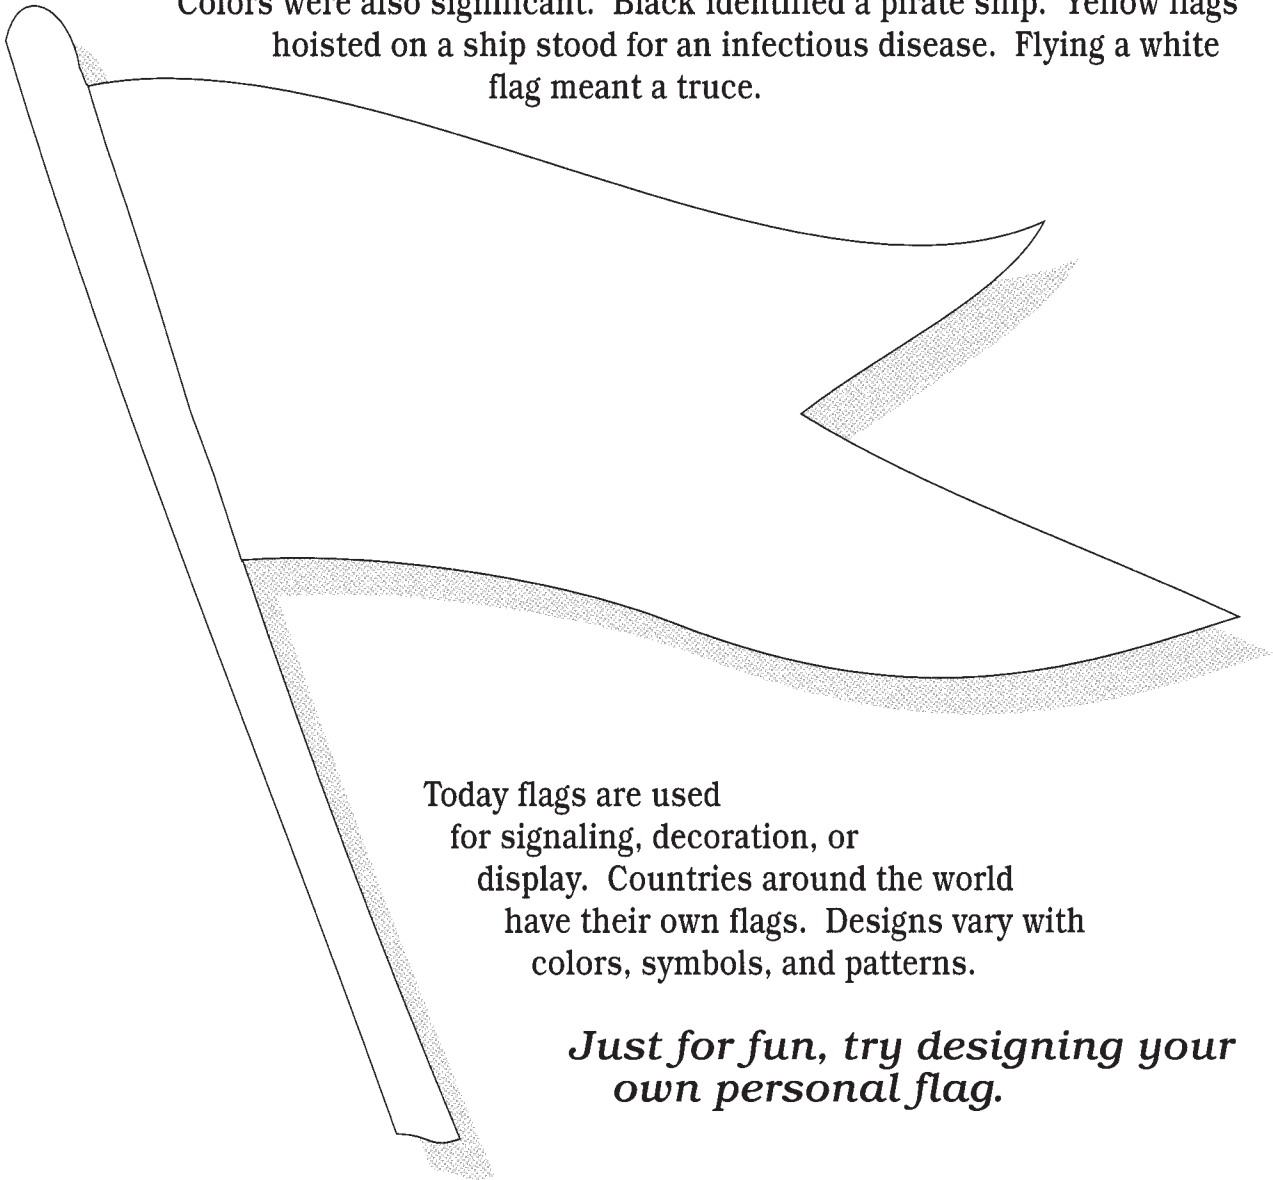 Colors were also significant.  Black identified a pirate ship.  Yellow flags
hoisted on a ship stood for an infectious disease.  Flying a white
flag meant a truce.
Today flags are used
for signaling, decoration, or
display.  Countries around the world
have their own flags.  Designs vary with
colors, symbols, and patterns.
Just for fun, try designing your
own personal flag.